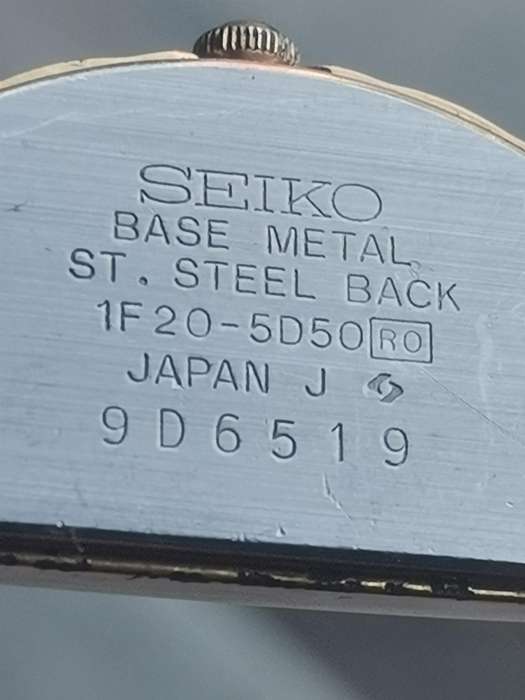 SEIKO
BASE METAL
ST. STEEL BACK
1F20-5D50 RO
JAPAN J
9D6519